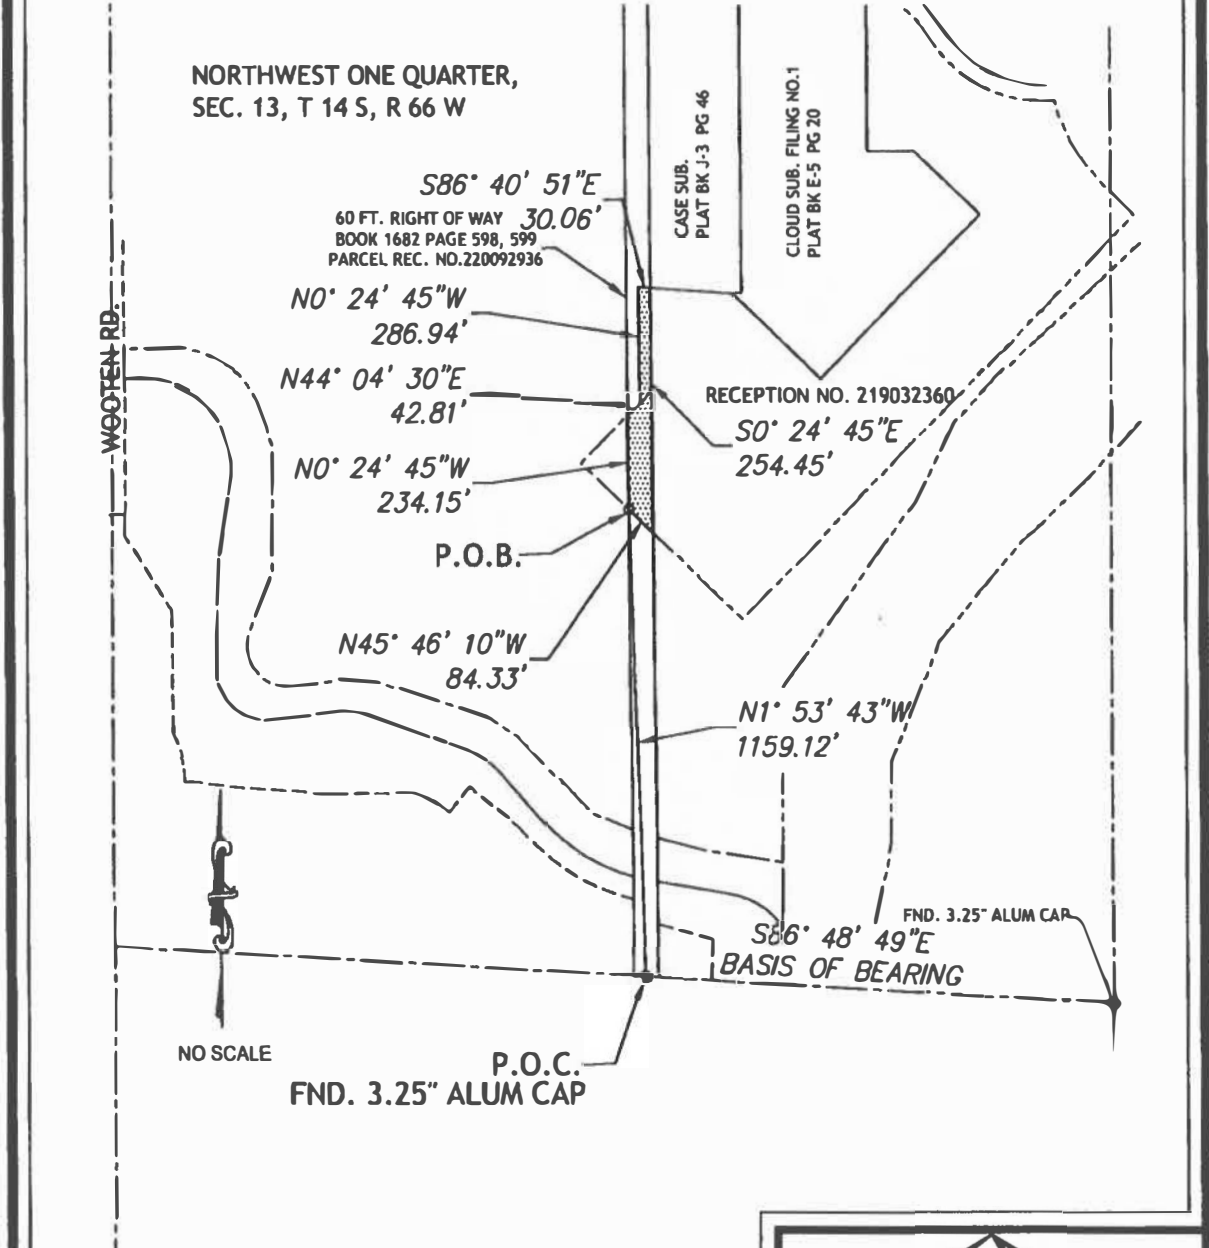 NORTHWEST ONE QUARTER,
SEC. 13, T 14 S, R 66 W
CASE SUB.
PLAT BK J-3 PG 46
CLOUD SUB. FILING NO.1
PLAT BK E-5 PG 20
S86° 40' 51"E
30.06'
60 FT. RIGHT OF WAY
BOOK 1682 PAGE 598, 599
PARCEL REC. NO.220092936
N0° 24' 45"W
286.94'
WOOTEN RD.
N44° 04' 30"E
42.81'
RECEPTION NO. 219032360
S0° 24' 45"E
254.45'
N0° 24' 45"W
234.15'
P.O.B.
N45° 46' 10"W
84.33'
N1° 53' 43"W
1159.12'
FND. 3.25" ALUM CAP
S86° 48' 49"E
BASIS OF BEARING
NO SCALE
P.O.C.
FND. 3.25" ALUM CAP